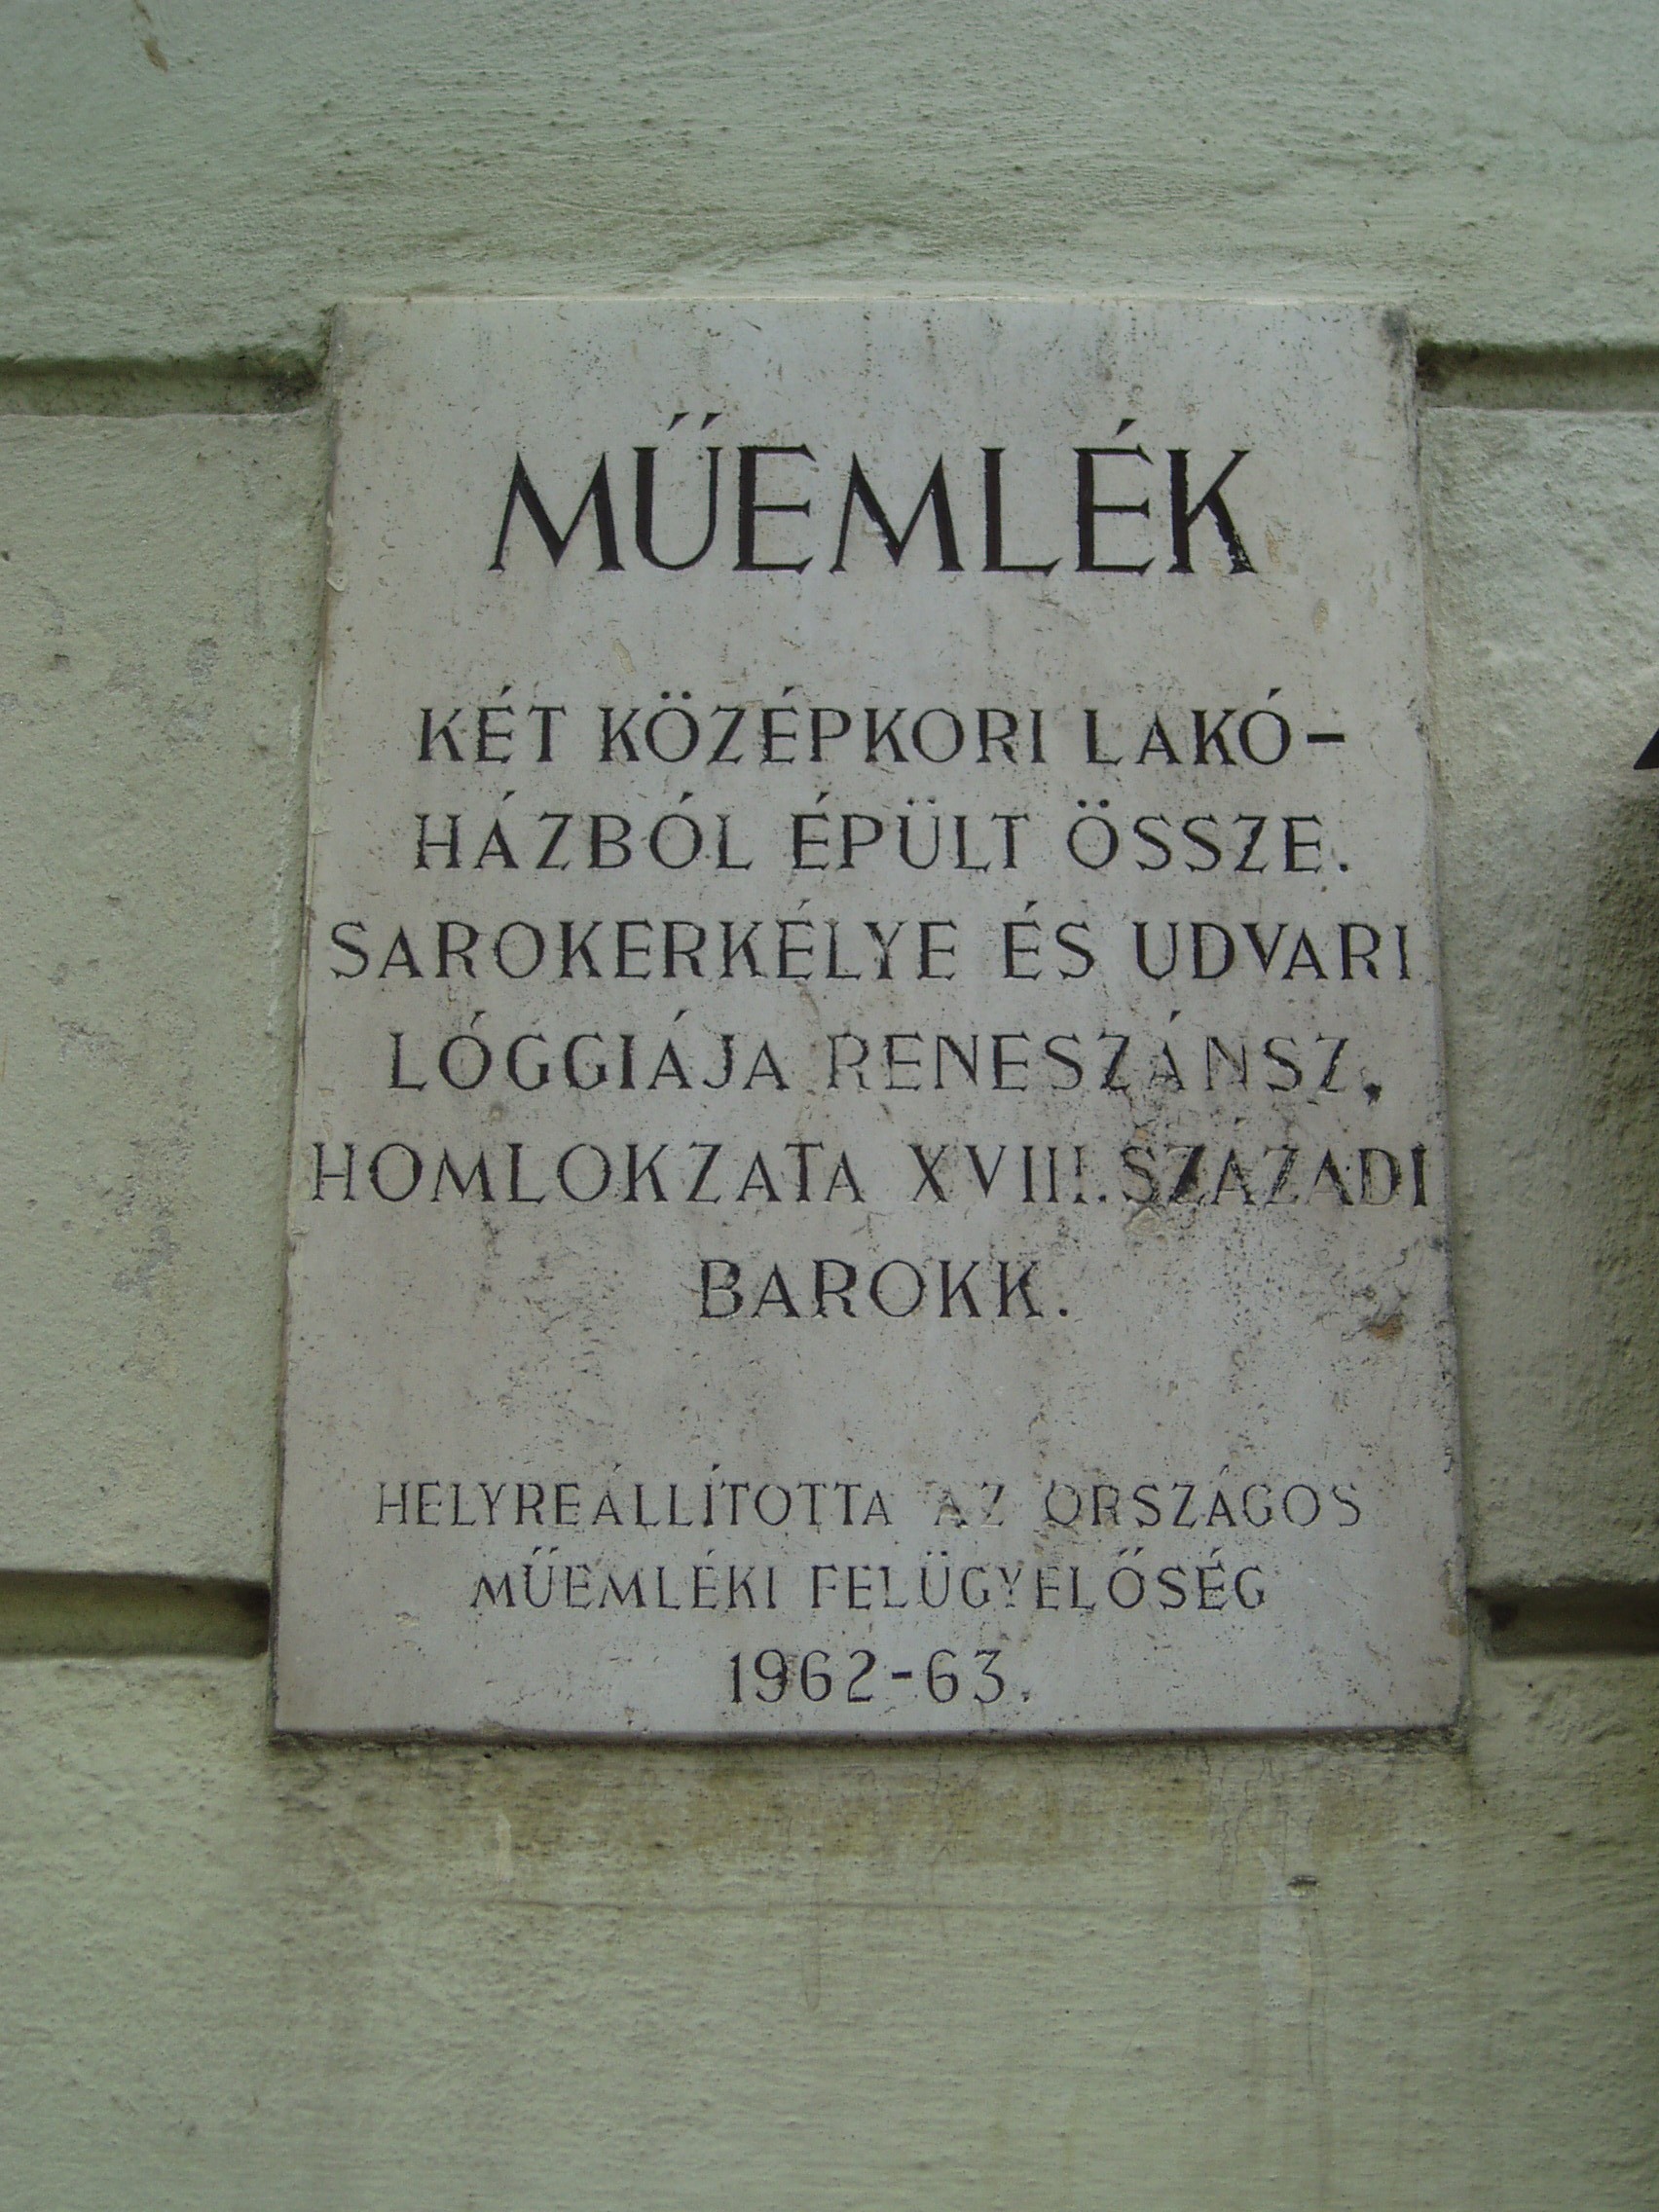 MŰEMLÉK
KÉT KÖZÉPKORI LAKÓ-
HÁZBÓL ÉPÜLT ÖSSZE.
SAROKERKÉLYE ÉS UDVARI
LÓGGIÁJA RENESZÁNSZ,
HOMLOKZATA XVIII. SZÁZADI
BAROKK.
HELYREÁLLÍTOTTA AZ ORSZÁGOS
MŰEMLÉKI FELÜGYELŐSÉG
1962-63.